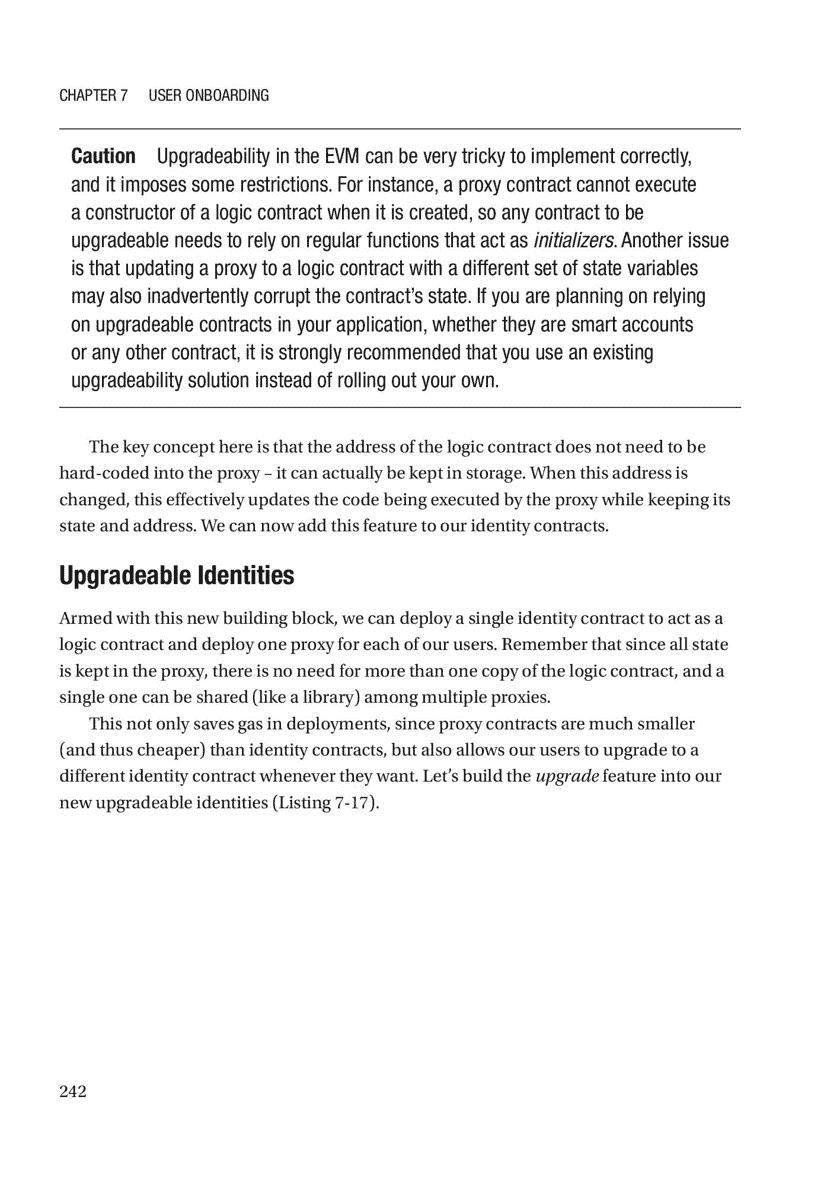 CHAPTER 7 USER ONBOARDING
Caution Upgradeability in the EVM can be very tricky to implement correctly,
and it imposes some restrictions. For instance, a proxy contract cannot execute
a constructor of a logic contract when it is created, so any contract to be
upgradeable needs to rely on regular functions that act as initializers. Another issue
is that updating a proxy to a logic contract with a different set of state variables
may also inadvertently corrupt the contract’s state. If you are planning on relying
on upgradeable contracts in your application, whether they are smart accounts
or any other contract, it is strongly recommended that you use an existing
upgradeability solution instead of rolling out your own.
The key concept here is that the address of the logic contract does not need to be
hard-coded into the proxy – it can actually be kept in storage. When this address is
changed, this effectively updates the code being executed by the proxy while keeping its
state and address. We can now add this feature to our identity contracts.
Upgradeable Identities
Armed with this new building block, we can deploy a single identity contract to act as a
logic contract and deploy one proxy for each of our users. Remember that since all state
is kept in the proxy, there is no need for more than one copy of the logic contract, and a
single one can be shared (like a library) among multiple proxies.
This not only saves gas in deployments, since proxy contracts are much smaller
(and thus cheaper) than identity contracts, but also allows our users to upgrade to a
different identity contract whenever they want. Let’s build the upgrade feature into our
new upgradeable identities (Listing 7-17).
242